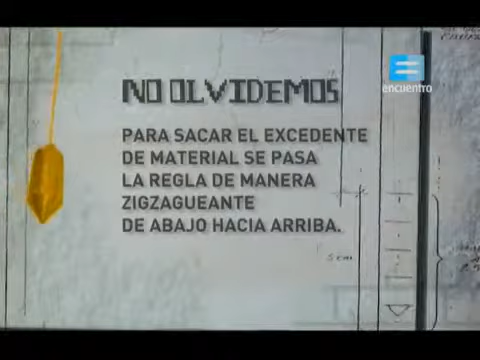 NO OLVIDEMOS
encuentro
PARA SACAR EL EXCEDENTE
DE MATERIAL SE PASA
LA REGLA DE MANERA
ZIGZAGUEANTE
DE ABAJO HACIA ARRIBA.